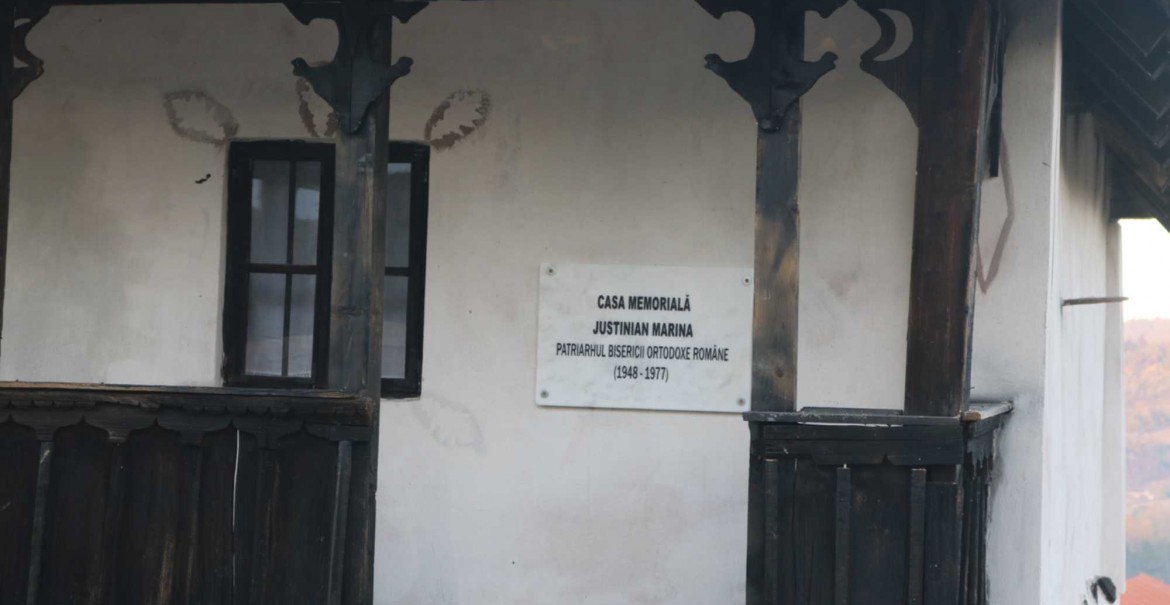 CASA MEMORIALĂ
JUSTINIAN MARINA
PATRIARHUL BISERICII ORTODOXE ROMÂNE
(1948 - 1977)